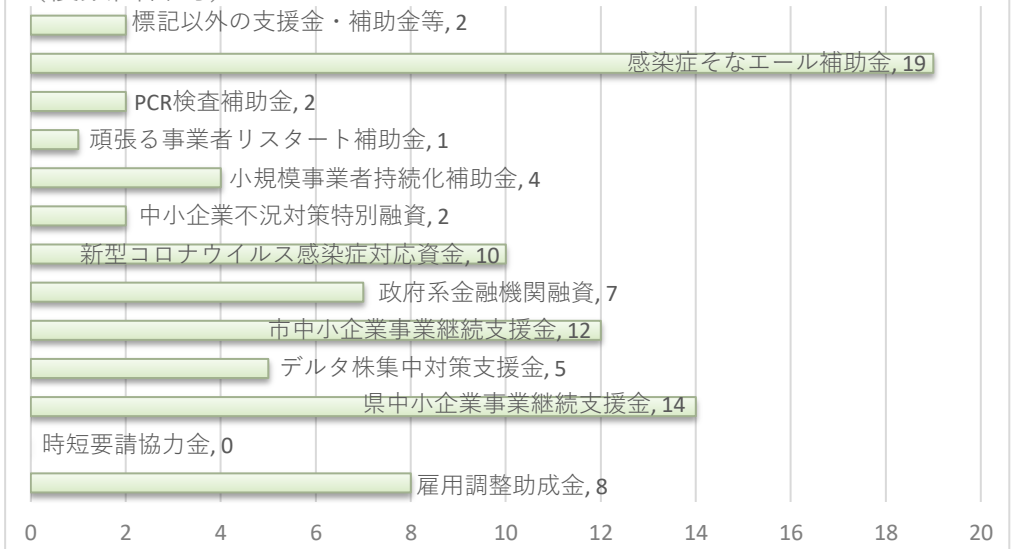 標記以外の支援金・補助金等, 2
感染症そなエール補助金, 19
PCR検査補助金, 2
頑張る事業者リスタート補助金, 1
小規模事業者持続化補助金, 4
中小企業不況対策特別融資, 2
新型コロナウイルス感染症対応資金, 10
政府系金融機関融資, 7
市中小企業事業継続支援金, 12
デルタ株集中対策支援金, 5
県中小企業事業継続支援金, 14
時短要請協力金, 0
雇用調整助成金, 8
0 2 4 6 8 10 12 14 16 18 20